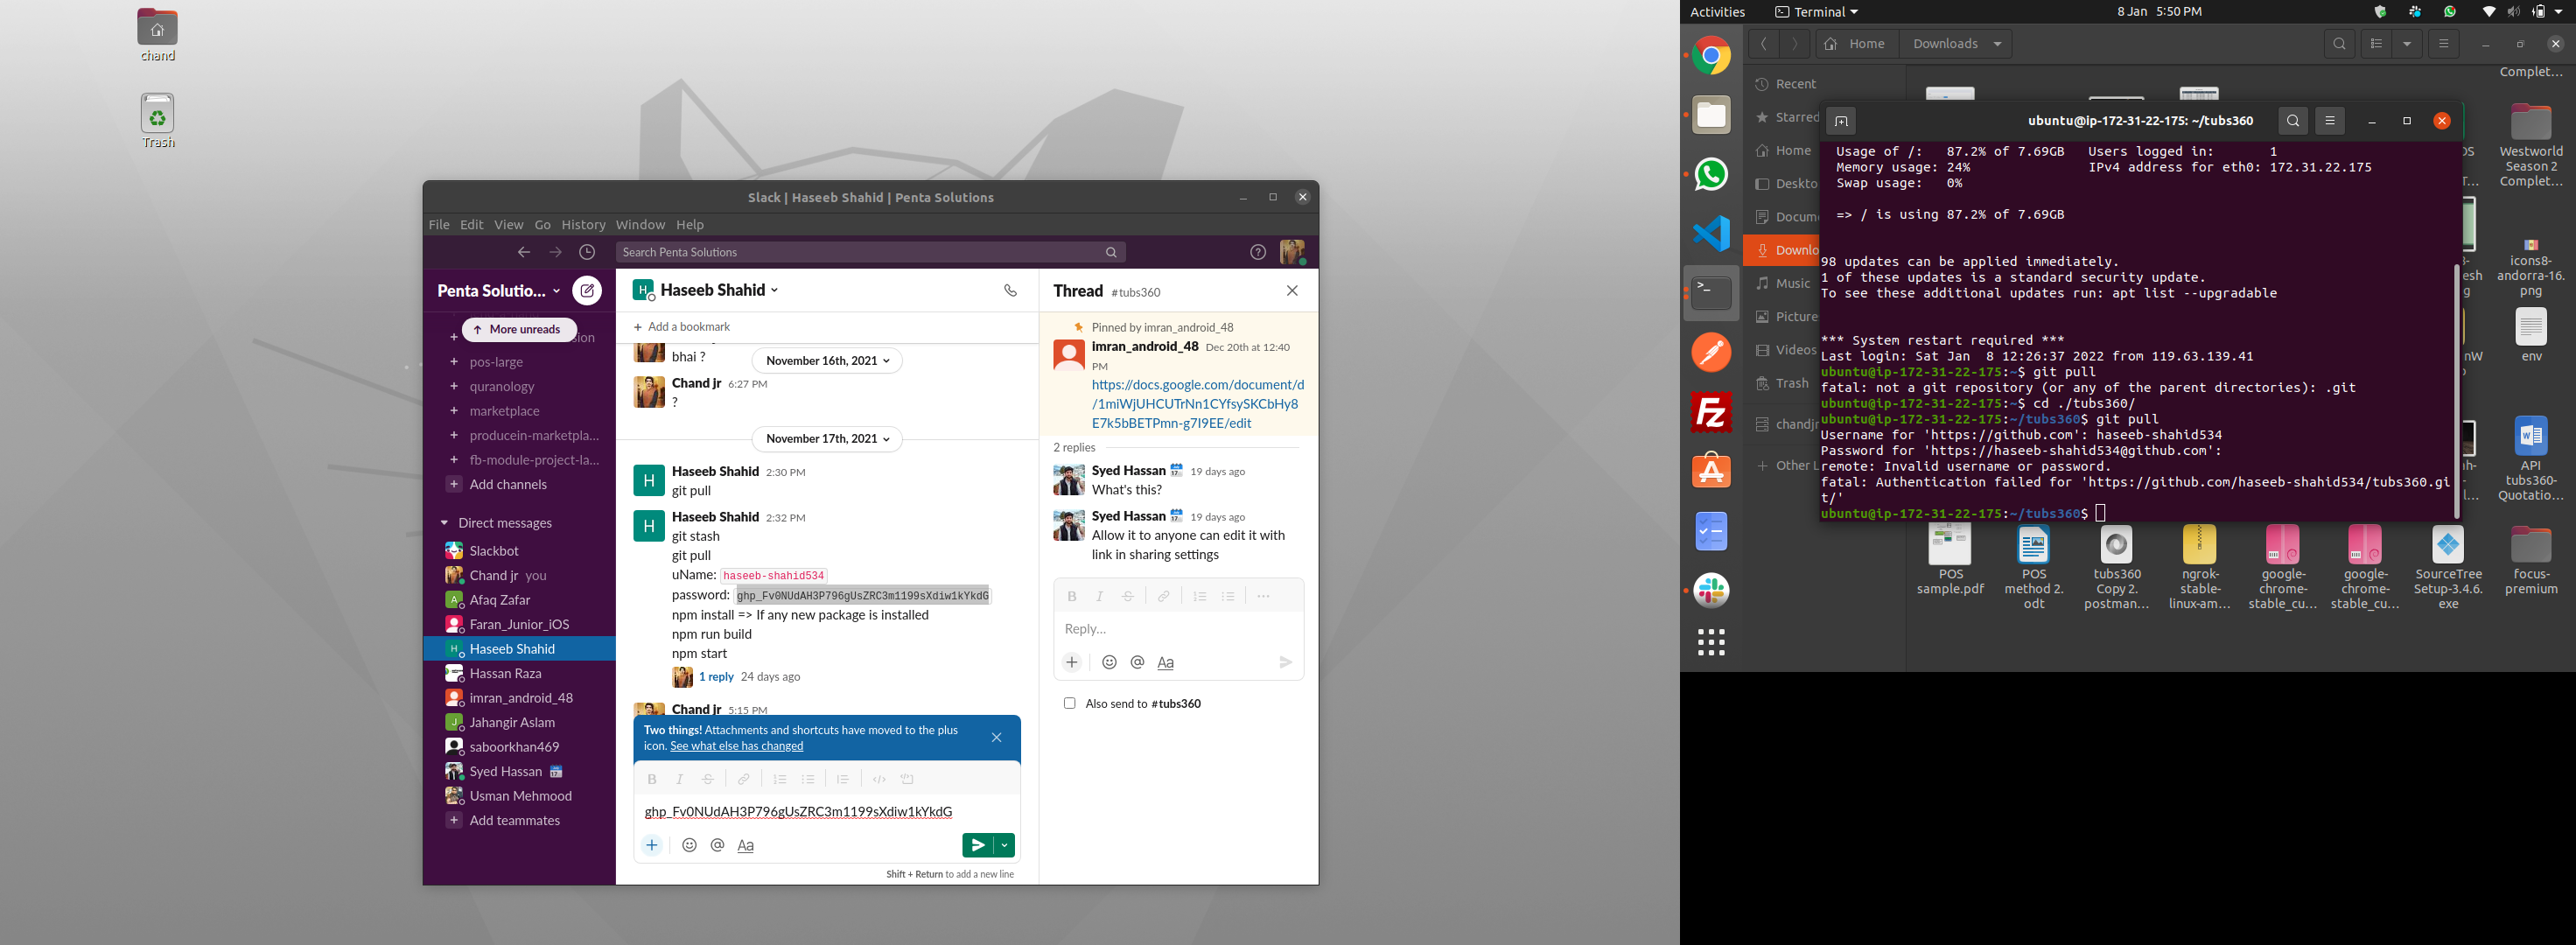 chand
Trash
Slack | Haseeb Shahid | Penta Solutions
File Edit View Go History Window Help
Search Penta Solutions
Penta Solutio...
More unreads
sion
pos-large
quranology
marketplace
producein-marketpla...
fb-module-project-la...
Add channels
Direct messages
Slackbot
Chand jr you
Afaq Zafar
Faran_Junior_iOS
Haseeb Shahid
Hassan Raza
imran_android_48
Jahangir Aslam
saboorkhan469
Syed Hassan
Usman Mehmood
Add teammates
Haseeb Shahid
Add a bookmark
bhai ?
November 16th, 2021
Chand jr 6:27 PM
?
November 17th, 2021
Haseeb Shahid 2:30 PM
git pull
Haseeb Shahid 2:32 PM
git stash
git pull
uName: haseeb-shahid534
password: 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
npm install => If any new package is installed
npm run build
npm start
1 reply 24 days ago
Chand jr 5:15 PM
Two things! Attachments and shortcuts have moved to the plus
icon. See what else has changed
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
Shift + Return to add a new line
Thread #tubs360
Pinned by imran_android_48
imran_android_48 Dec 20th at 12:40
PM
https://docs.google.com/document/d
/1miWjUHCUTrNn1CYfsySKCbHy8
E7k5bBETPmn-g7I9EE/edit
2 replies
Syed Hassan 19 days ago
What's this?
Syed Hassan 19 days ago
Allow it to anyone can edit it with
link in sharing settings
Reply...
Also send to #tubs360
Activities Terminal 8 Jan 5:50 PM
Home Downloads
Recent
Starred
Home
Deskto
Docum
Downlo
Music
Picture
Videos
Trash
chandjr
Other L
ubuntu@ip-172-31-22-175: ~/tubs360
Usage of /: 87.2% of 7.69GB Users logged in: 1
Memory usage: 24% IPv4 address for eth0: 172.31.22.175
Swap usage: 0%
=> / is using 87.2% of 7.69GB
98 updates can be applied immediately.
1 of these updates is a standard security update.
To see these additional updates run: apt list --upgradable
*** System restart required ***
Last login: Sat Jan 8 12:26:37 2022 from 119.63.139.41
ubuntu@ip-172-31-22-175:~$ git pull
fatal: not a git repository (or any of the parent directories): .git
ubuntu@ip-172-31-22-175:~$ cd ./tubs360/
ubuntu@ip-172-31-22-175:~/tubs360$ git pull
Username for 'https://github.com': haseeb-shahid534
Password for 'https://haseeb-shahid534@github.com':
remote: Invalid username or password.
fatal: Authentication failed for 'https://github.com/haseeb-shahid534/tubs360.gi
t/'
ubuntu@ip-172-31-22-175:~/tubs360$
Complet...
Westworld
Season 2
Complet...
icons8-
andorra-16.
png
env
API
tubs360-
Quotatio...
POS
sample.pdf
POS
method 2.
odt
tubs360
Copy 2.
postman...
ngrok-
stable-
linux-am...
google-
chrome-
stable_cu...
google-
chrome-
stable_cu...
SourceTree
Setup-3.4.6.
exe
focus-
premium